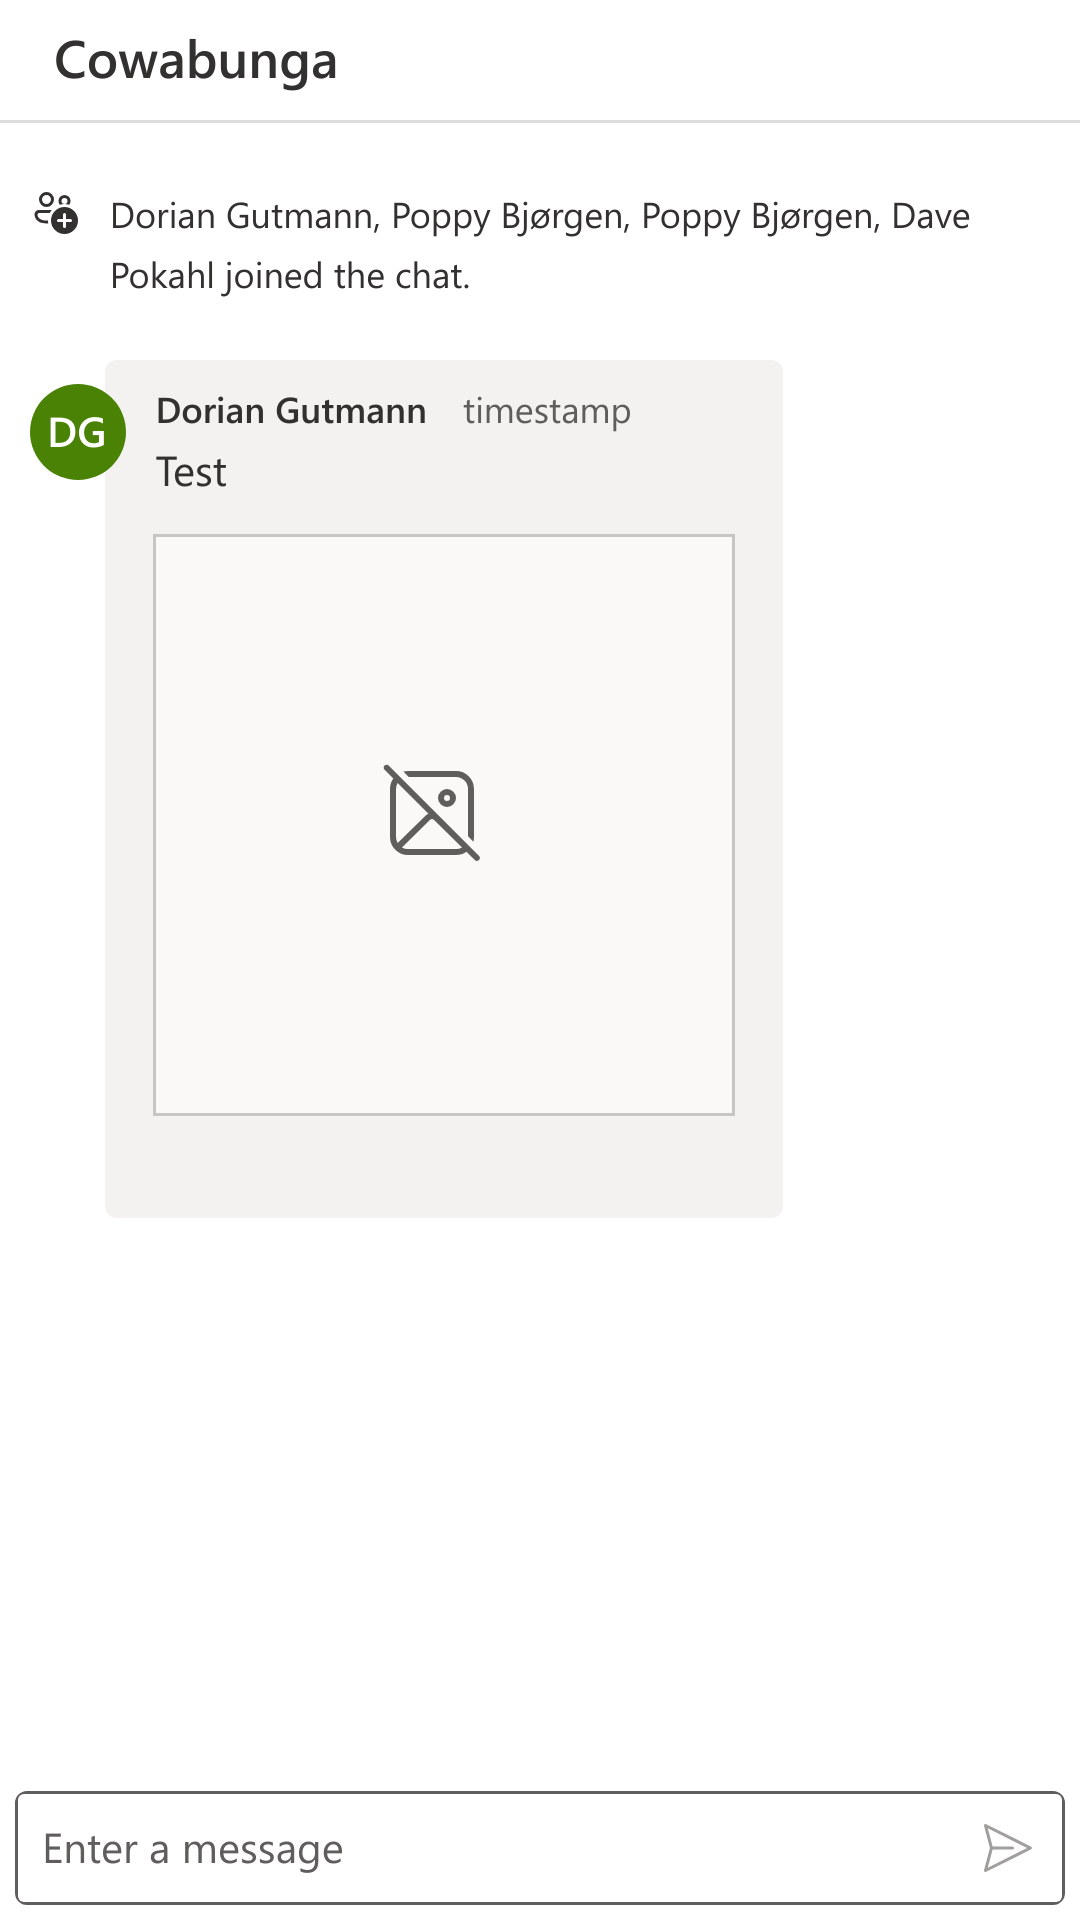 Cowabunga
Dorian Gutmann, Poppy Bjørgen, Poppy Bjørgen, Dave
Pokahl joined the chat.
DG
Dorian Gutmann timestamp
Test
Enter a message